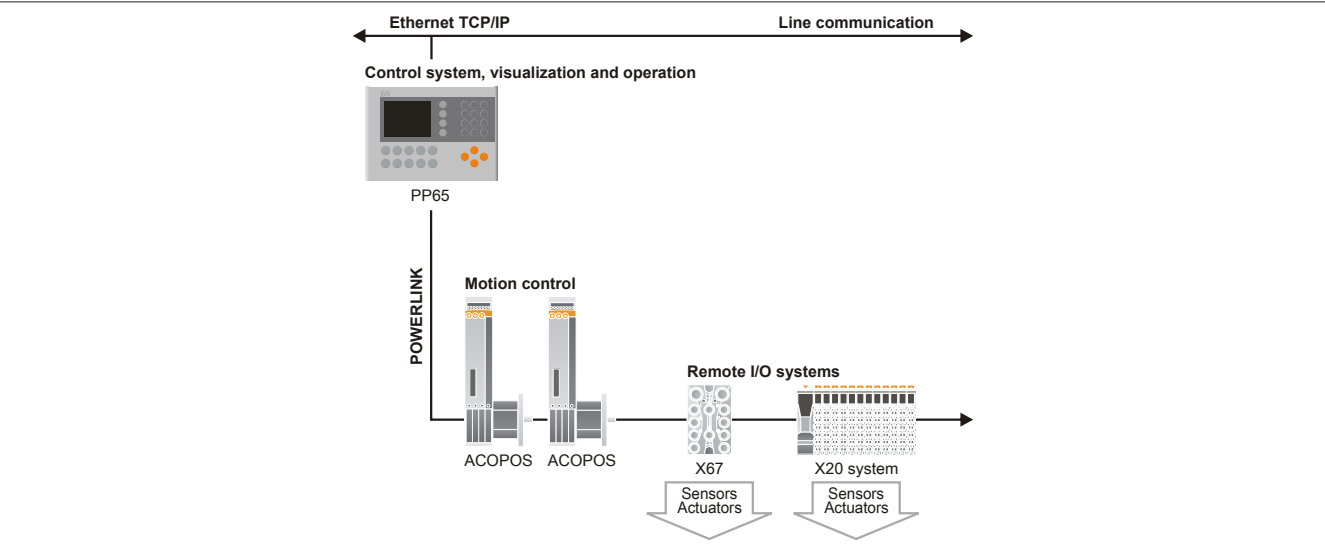 Ethernet TCP/IP
Line communication
Control system, visualization and operation
PP65
POWERLINK
Motion control
ACOPOS
ACOPOS
Remote I/O systems
X67
X20 system
Sensors
Actuators
Sensors
Actuators